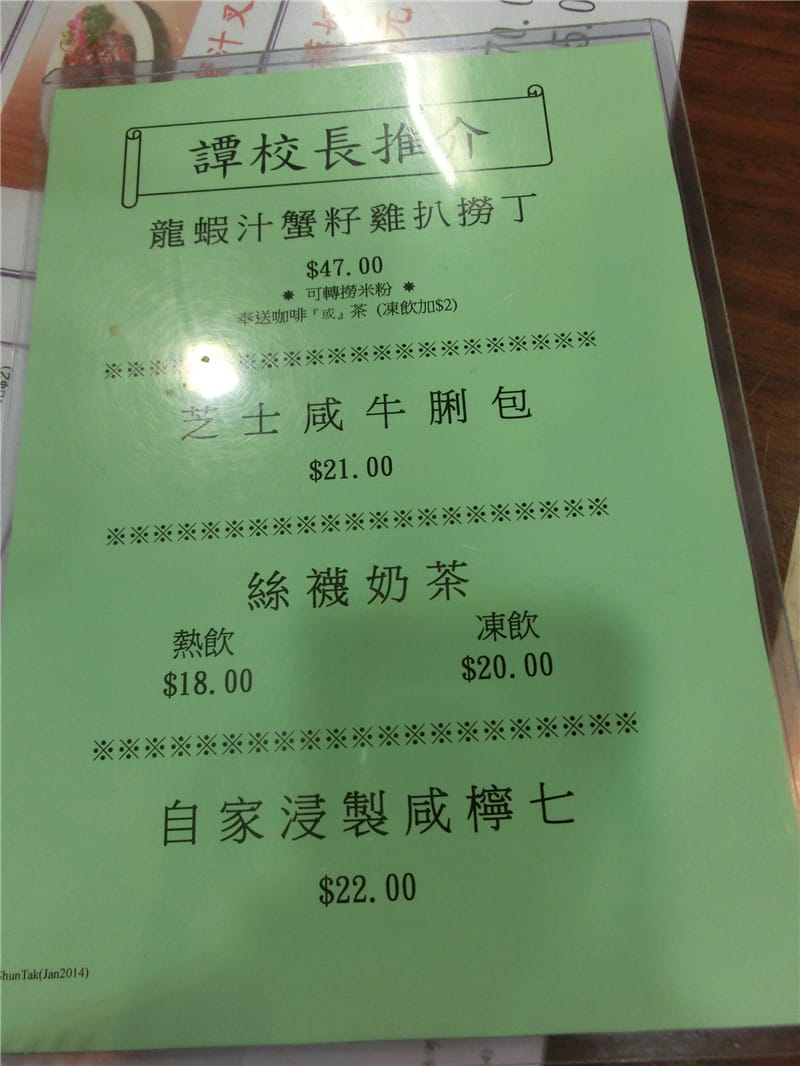 譚校長推介
龍蝦汁蟹籽雞扒撈丁
$47.00
* 可轉撈米粉 *
奉送咖啡『或』茶 (凍飲加$2)
※※※※※※※※※※※※※※※※※※※※
芝士咸牛脷包
$21.00
※※※※※※※※※※※※※※※※※※※※※
絲襪奶茶
熱飲 凍飲
$18.00 $20.00
※※※※※※※※※※※※※※※※※※※※※
自家浸製咸檸七
$22.00
ShunTak(Jan2014)